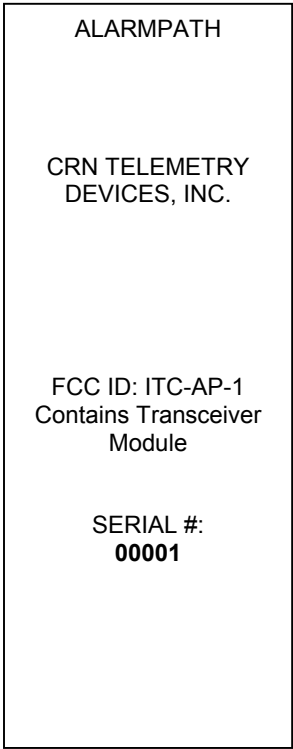 ALARMPATH
CRN TELEMETRY
DEVICES, INC.
FCC ID: ITC-AP-1
Contains Transceiver
Module
SERIAL #:
00001